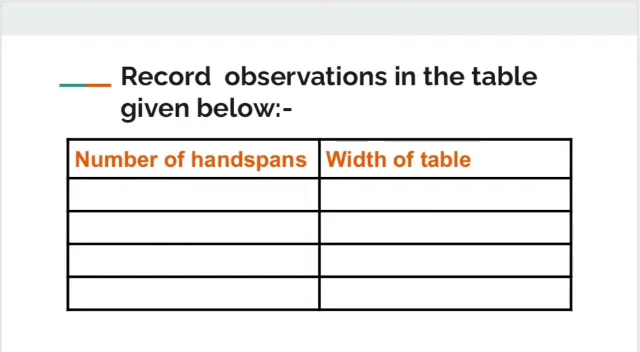 Record observations in the table
given below:-
Number of handspans Width of table